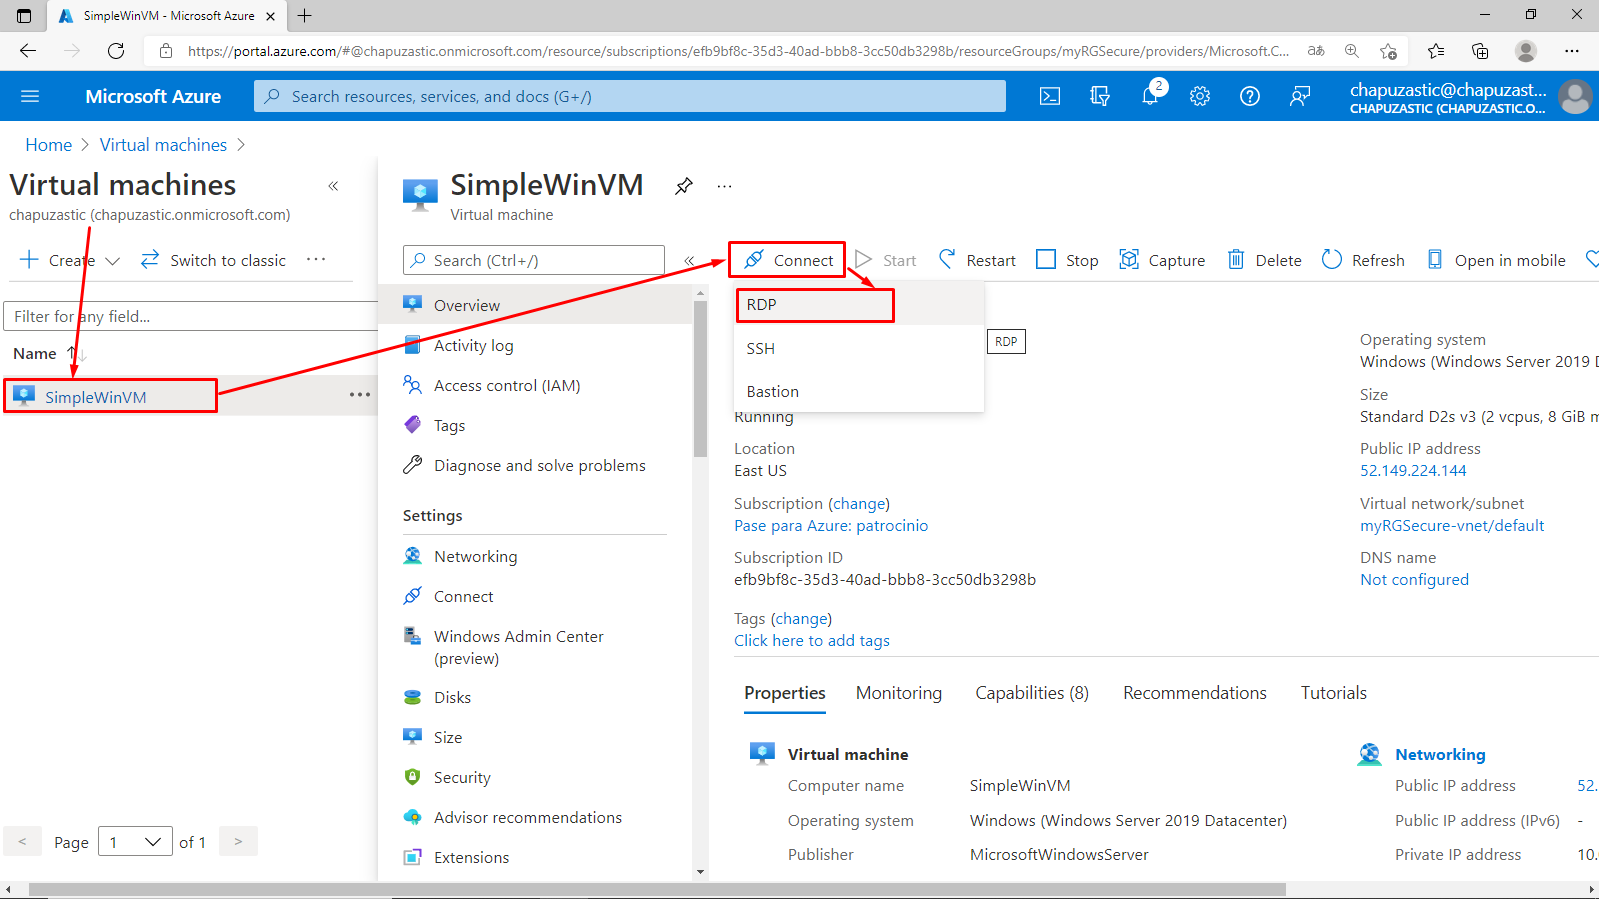 SimpleWinVM - Microsoft Azure
https://portal.azure.com/#@chapuzastic.onmicrosoft.com/resource/subscriptions/efb9bf8c-35d3-40ad-bbb8-3cc50db3298b/resourceGroups/myRGSecure/providers/Microsoft.C...
Microsoft Azure
Search resources, services, and docs (G+/)
2
chapuzastic@chapuzast...
CHAPUZASTIC (CHAPUZASTIC.O...
Home > Virtual machines >
Virtual machines
chapuzastic (chapuzastic.onmicrosoft.com)
Create
Switch to classic
Filter for any field...
Name
SimpleWinVM
Page 1 of 1
SimpleWinVM
Virtual machine
Search (Ctrl+/)
Overview
Activity log
Access control (IAM)
Tags
Diagnose and solve problems
Settings
Networking
Connect
Windows Admin Center
(preview)
Disks
Size
Security
Advisor recommendations
Extensions
Connect
Start
Restart
Stop
Capture
Delete
Refresh
Open in mobile
RDP
SSH
Bastion
RDP
Running
Location
East US
Subscription (change)
Pase para Azure: patrocinio
Subscription ID
efb9bf8c-35d3-40ad-bbb8-3cc50db3298b
Tags (change)
Click here to add tags
Operating system
Windows (Windows Server 2019 D
Size
Standard D2s v3 (2 vcpus, 8 GiB m
Public IP address
52.149.224.144
Virtual network/subnet
myRGSecure-vnet/default
DNS name
Not configured
Properties
Monitoring
Capabilities (8)
Recommendations
Tutorials
Virtual machine
Computer name SimpleWinVM
Operating system Windows (Windows Server 2019 Datacenter)
Publisher MicrosoftWindowsServer
Networking
Public IP address 52.
Public IP address (IPv6) -
Private IP address 10.